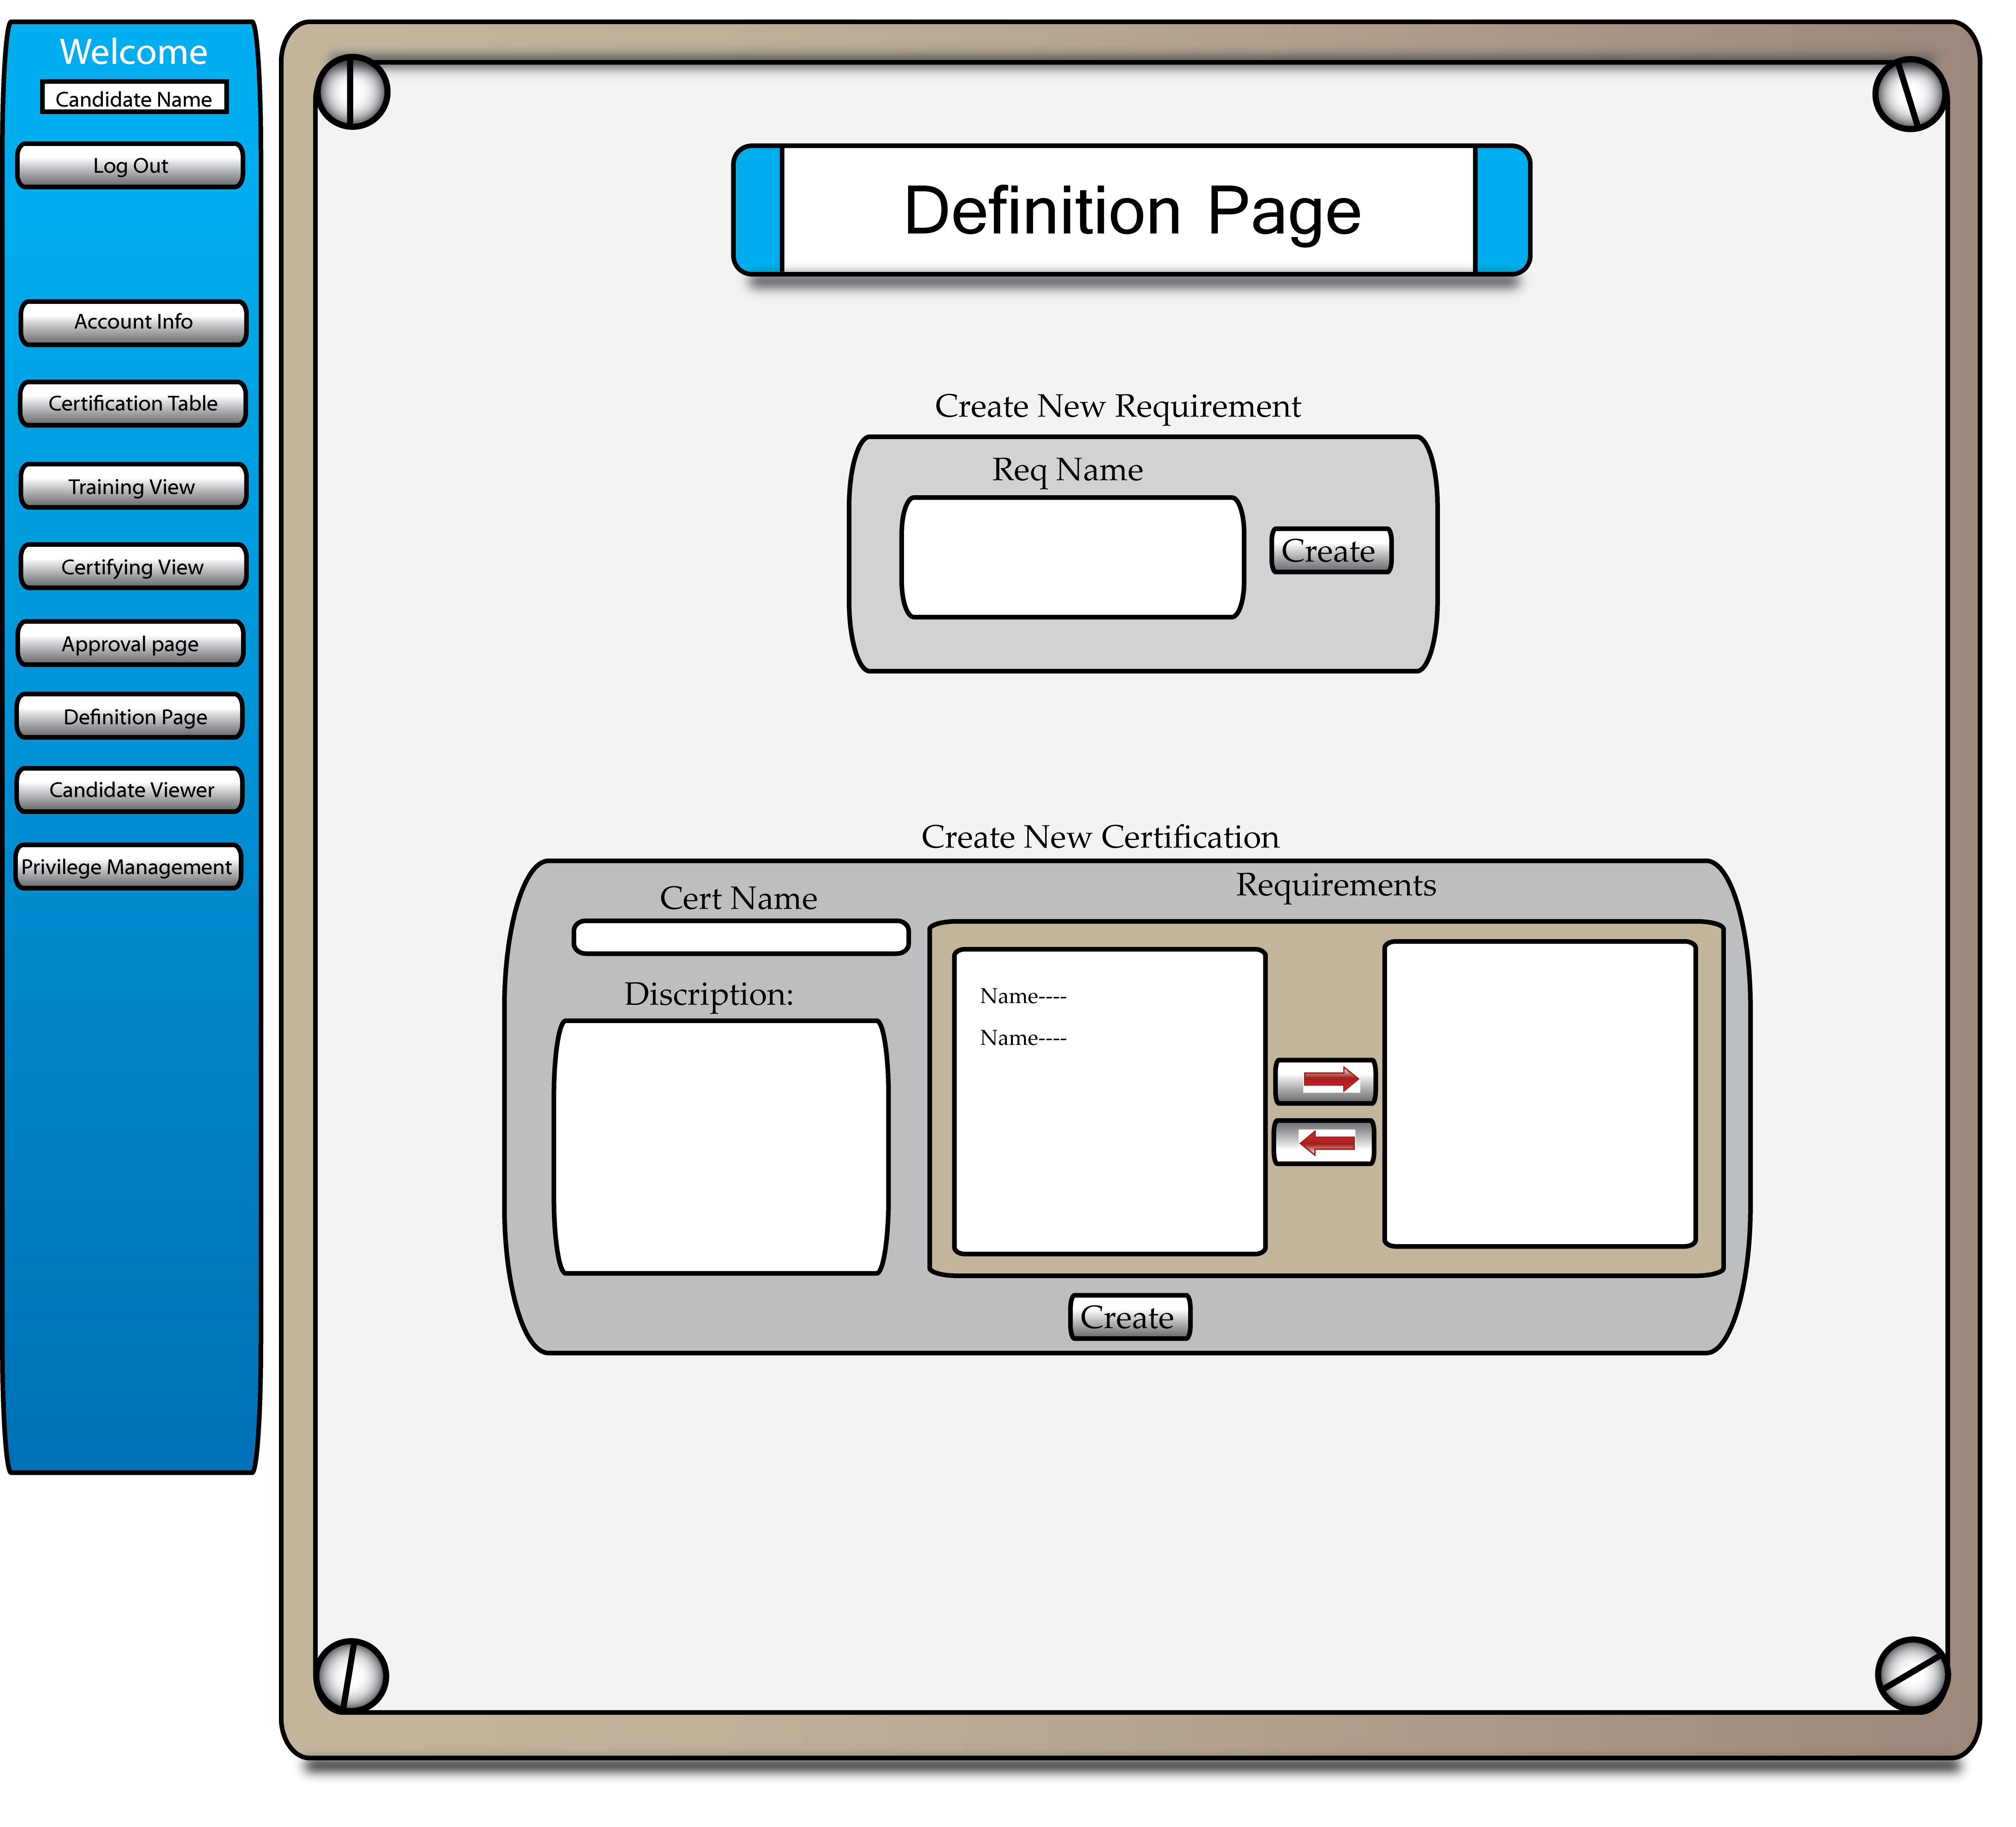 Welcome
Candidate Name
Log Out
Account Info
Certification Table
Training View
Certifying View
Approval page
Definition Page
Candidate Viewer
Privilege Management
Definition Page
Create New Requirement
Req Name
Create
Create New Certification
Cert Name
Requirements
Discription:
Name----
Name----
Create